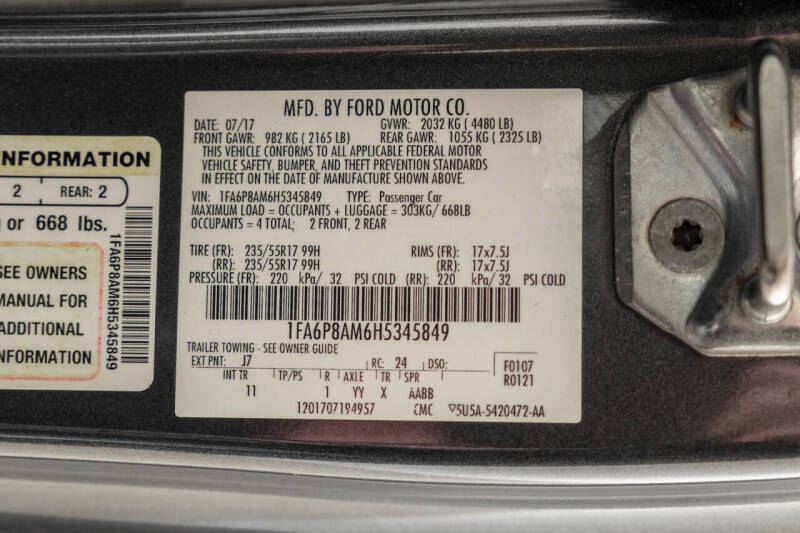 MFD. BY FORD MOTOR CO.
DATE: 07/17 GVWR: 2032 KG ( 4480 LB)
FRONT GAWR: 982 KG ( 2165 LB) REAR GAWR: 1055 KG ( 2325 LB)
THIS VEHICLE CONFORMS TO ALL APPLICABLE FEDERAL MOTOR
VEHICLE SAFETY, BUMPER, AND THEFT PREVENTION STANDARDS
IN EFFECT ON THE DATE OF MANUFACTURE SHOWN ABOVE.
VIN: 1FA6P8AM6H5345849 TYPE: Passenger Car
MAXIMUM LOAD = OCCUPANTS + LUGGAGE = 303KG/ 668LB
OCCUPANTS = 4 TOTAL; 2 FRONT, 2 REAR
TIRE (FR): 235/55R17 99H RIMS (FR): 17x7.5J
(RR): 235/55R17 99H (RR): 17x7.5J
PRESSURE (FR): 220 kPa/ 32 PSI COLD (RR): 220 kPa/ 32 PSI COLD
1FA6P8AM6H5345849
TRAILER TOWING - SEE OWNER GUIDE
EXT PNT: J7 RC: 24 DSO:
F0107
R0121
INT TR TP/PS R AXLE TR SPR
11 1 YY X AABB
1201707194957 CMC ▽5U5A-5420472-AA
NFORMATION
2 REAR: 2
g or 668 lbs.
SEE OWNERS
MANUAL FOR
ADDITIONAL
INFORMATION
1FA6P8AM6H5345849